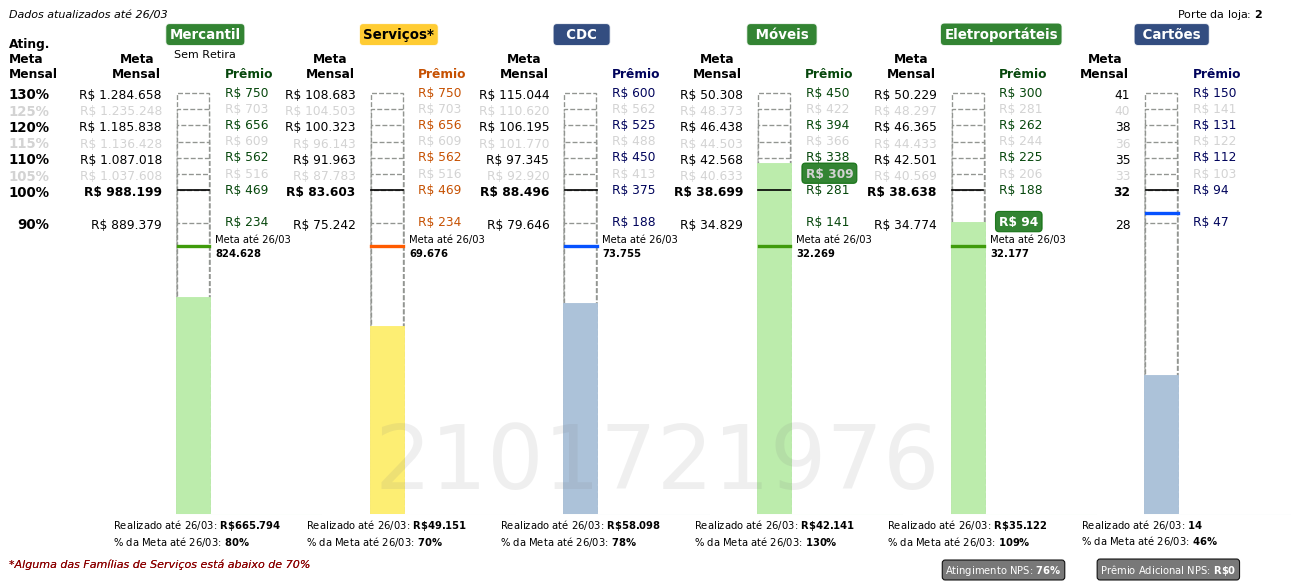 Dados atualizados até 26/03
Porte da loja: 2
Mercantil Serviços* CDC Móveis Eletroportáteis Cartões
Sem Retira
Ating. Meta Mensal
Meta Mensal Prêmio Meta Mensal Prêmio Meta Mensal Prêmio Meta Mensal Prêmio Meta Mensal Prêmio Meta Mensal Prêmio
130% R$ 1.284.658 R$ 750 R$ 108.683 R$ 750 R$ 115.044 R$ 600 R$ 50.308 R$ 450 R$ 50.229 R$ 300 41 R$ 150
125% R$ 1.235.248 R$ 703 R$ 104.503 R$ 703 R$ 110.620 R$ 562 R$ 48.373 R$ 422 R$ 48.297 R$ 281 40 R$ 141
120% R$ 1.185.838 R$ 656 R$ 100.323 R$ 656 R$ 106.195 R$ 525 R$ 46.438 R$ 394 R$ 46.365 R$ 262 38 R$ 131
115% R$ 1.136.428 R$ 609 R$ 96.143 R$ 609 R$ 101.770 R$ 488 R$ 44.503 R$ 366 R$ 44.433 R$ 244 36 R$ 122
110% R$ 1.087.018 R$ 562 R$ 91.963 R$ 562 R$ 97.345 R$ 450 R$ 42.568 R$ 338 R$ 42.501 R$ 225 35 R$ 112
105% R$ 1.037.608 R$ 516 R$ 87.783 R$ 516 R$ 92.920 R$ 413 R$ 40.633 R$ 309 R$ 40.569 R$ 206 33 R$ 103
100% R$ 988.199 R$ 469 R$ 83.603 R$ 469 R$ 88.496 R$ 375 R$ 38.699 R$ 281 R$ 38.638 R$ 188 32 R$ 94
90% R$ 889.379 R$ 234 R$ 75.242 R$ 234 R$ 79.646 R$ 188 R$ 34.829 R$ 141 R$ 34.774 R$ 94 28 R$ 47
Meta até 26/03 Meta até 26/03 Meta até 26/03 Meta até 26/03 Meta até 26/03
824.628 69.676 73.755 32.269 32.177
2101721976
Realizado até 26/03: R$665.794 Realizado até 26/03: R$49.151 Realizado até 26/03: R$58.098 Realizado até 26/03: R$42.141 Realizado até 26/03: R$35.122 Realizado até 26/03: 14
% da Meta até 26/03: 80% % da Meta até 26/03: 70% % da Meta até 26/03: 78% % da Meta até 26/03: 130% % da Meta até 26/03: 109% % da Meta até 26/03: 46%
*Alguma das Famílias de Serviços está abaixo de 70%
Atingimento NPS: 76% Prêmio Adicional NPS: R$0